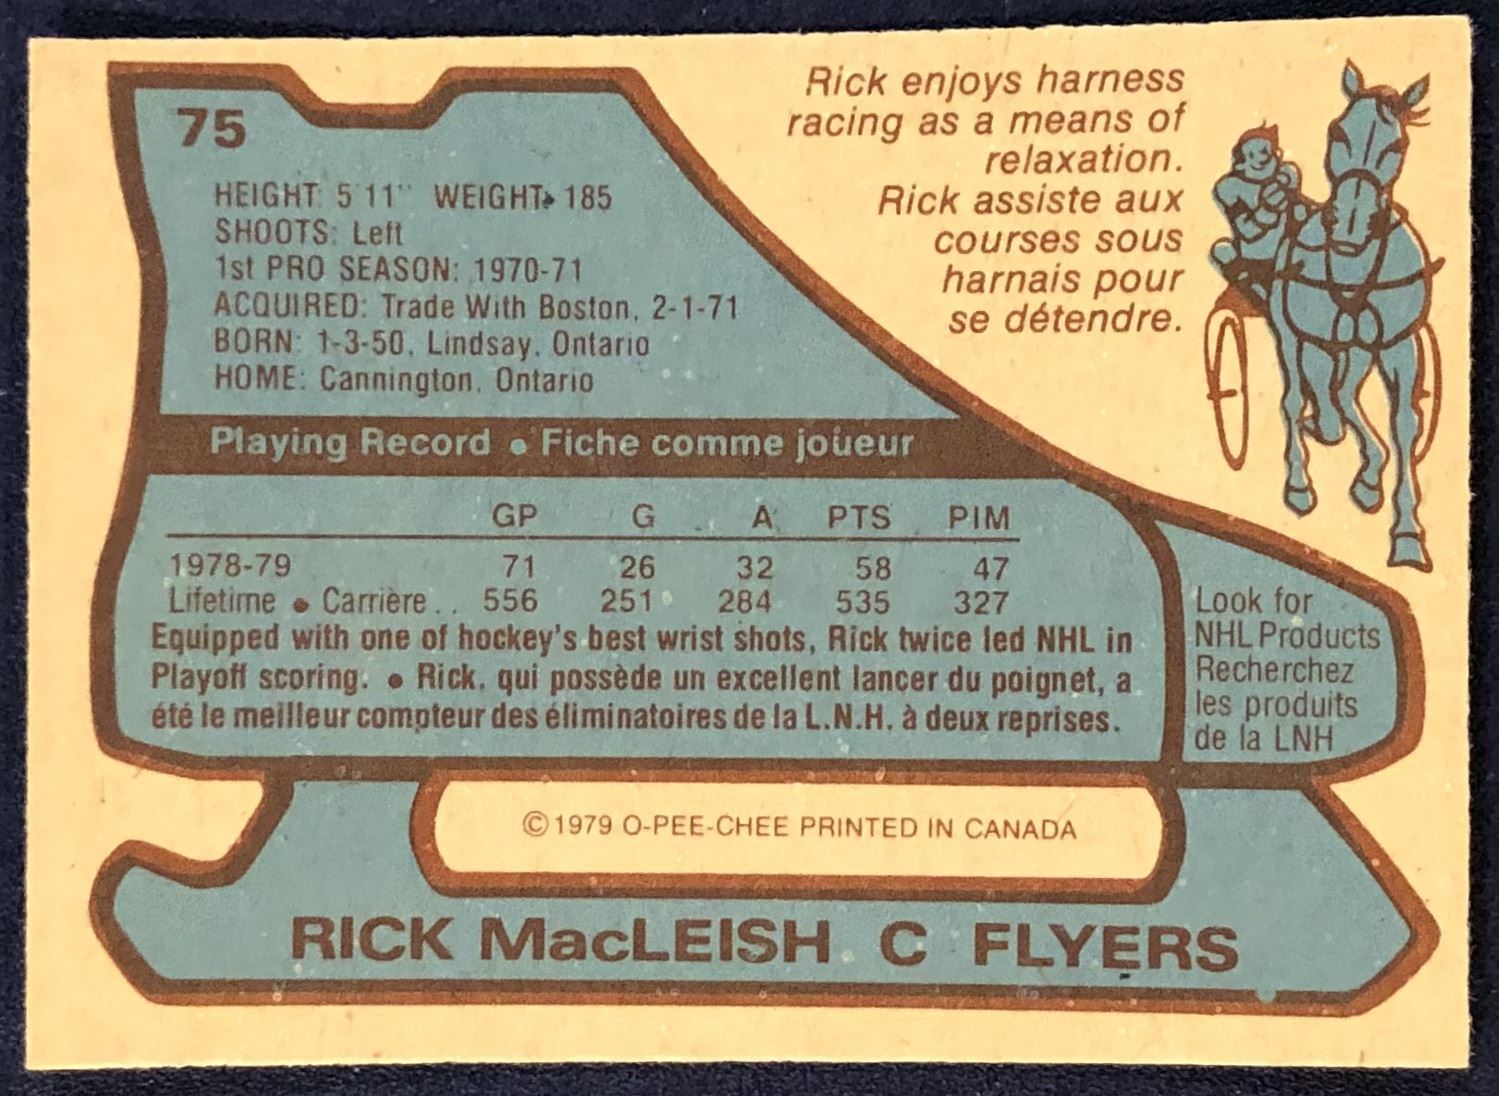 75
Rick enjoys harness
racing as a means of
relaxation.
Rick assiste aux
courses sous
harnais pour
se détendre.
HEIGHT: 5'11" WEIGHT: 185
SHOOTS: Left
1st PRO SEASON: 1970-71
ACQUIRED: Trade With Boston, 2-1-71
BORN: 1-3-50, Lindsay, Ontario
HOME: Cannington, Ontario
Playing Record • Fiche comme joueur
GP G A PTS PIM
1978-79 71 26 32 58 47
Lifetime • Carrière .. 556 251 284 535 327
Equipped with one of hockey's best wrist shots, Rick twice led NHL in
Playoff scoring. • Rick, qui possède un excellent lancer du poignet, a
été le meilleur compteur des éliminatoires de la L.N.H. à deux reprises.
Look for
NHL Products
Recherchez
les produits
de la LNH
©1979 O-PEE-CHEE PRINTED IN CANADA
RICK MacLEISH C FLYERS